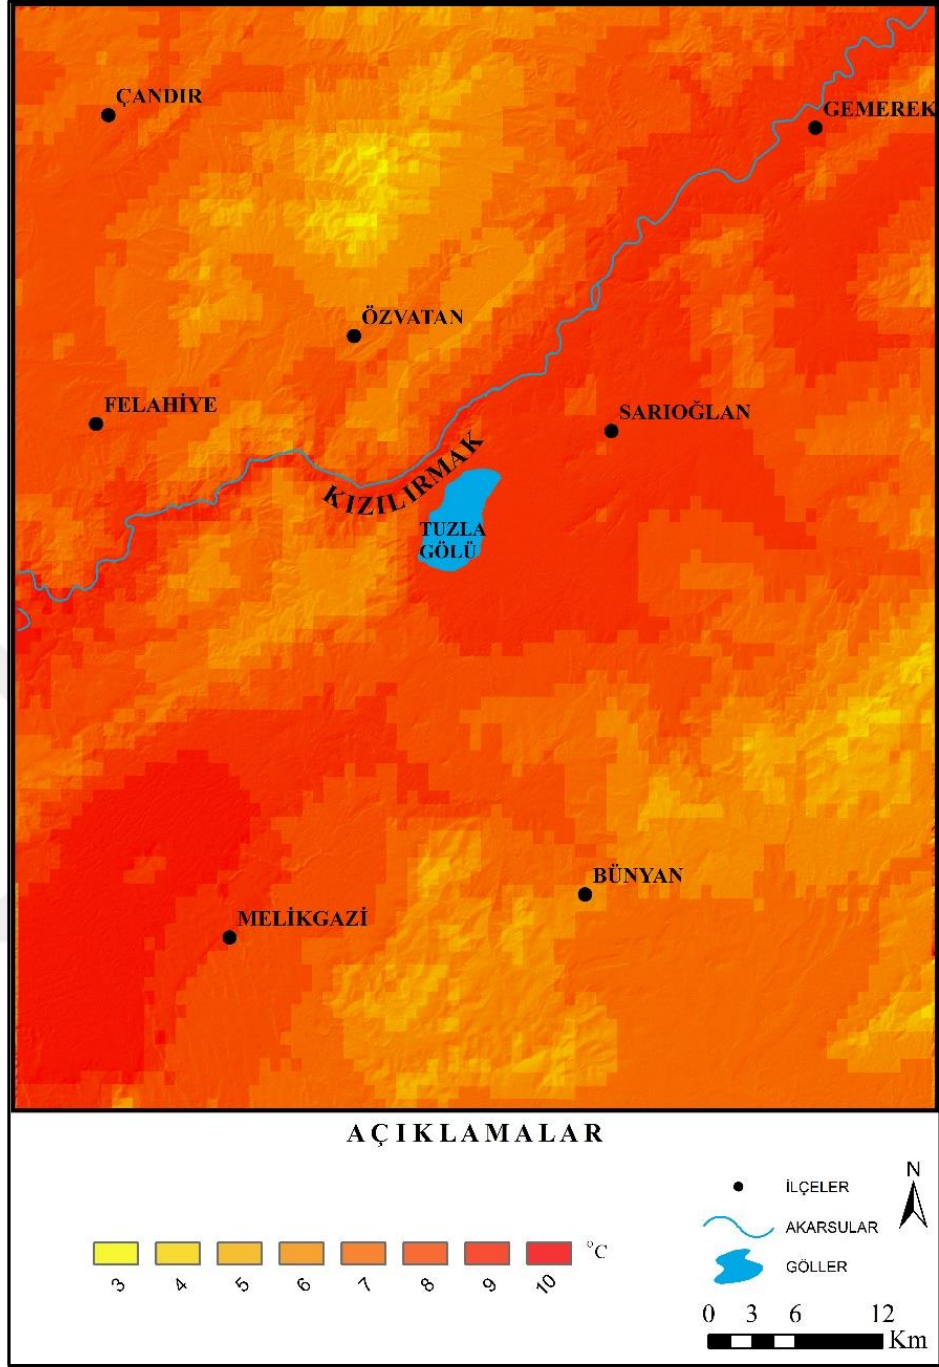 ÇANDIR
GEMEREK
ÖZVATAN
FELAHİYE
SARIOĞLAN
KIZILIRMAK
TUZLA
GÖLÜ
BÜNYAN
MELİKGAZİ
AÇIKLAMALAR
N
İLÇELER
AKARSULAR
GÖLLER
°C
3 4 5 6 7 8 9 10
0 3 6 12
Km